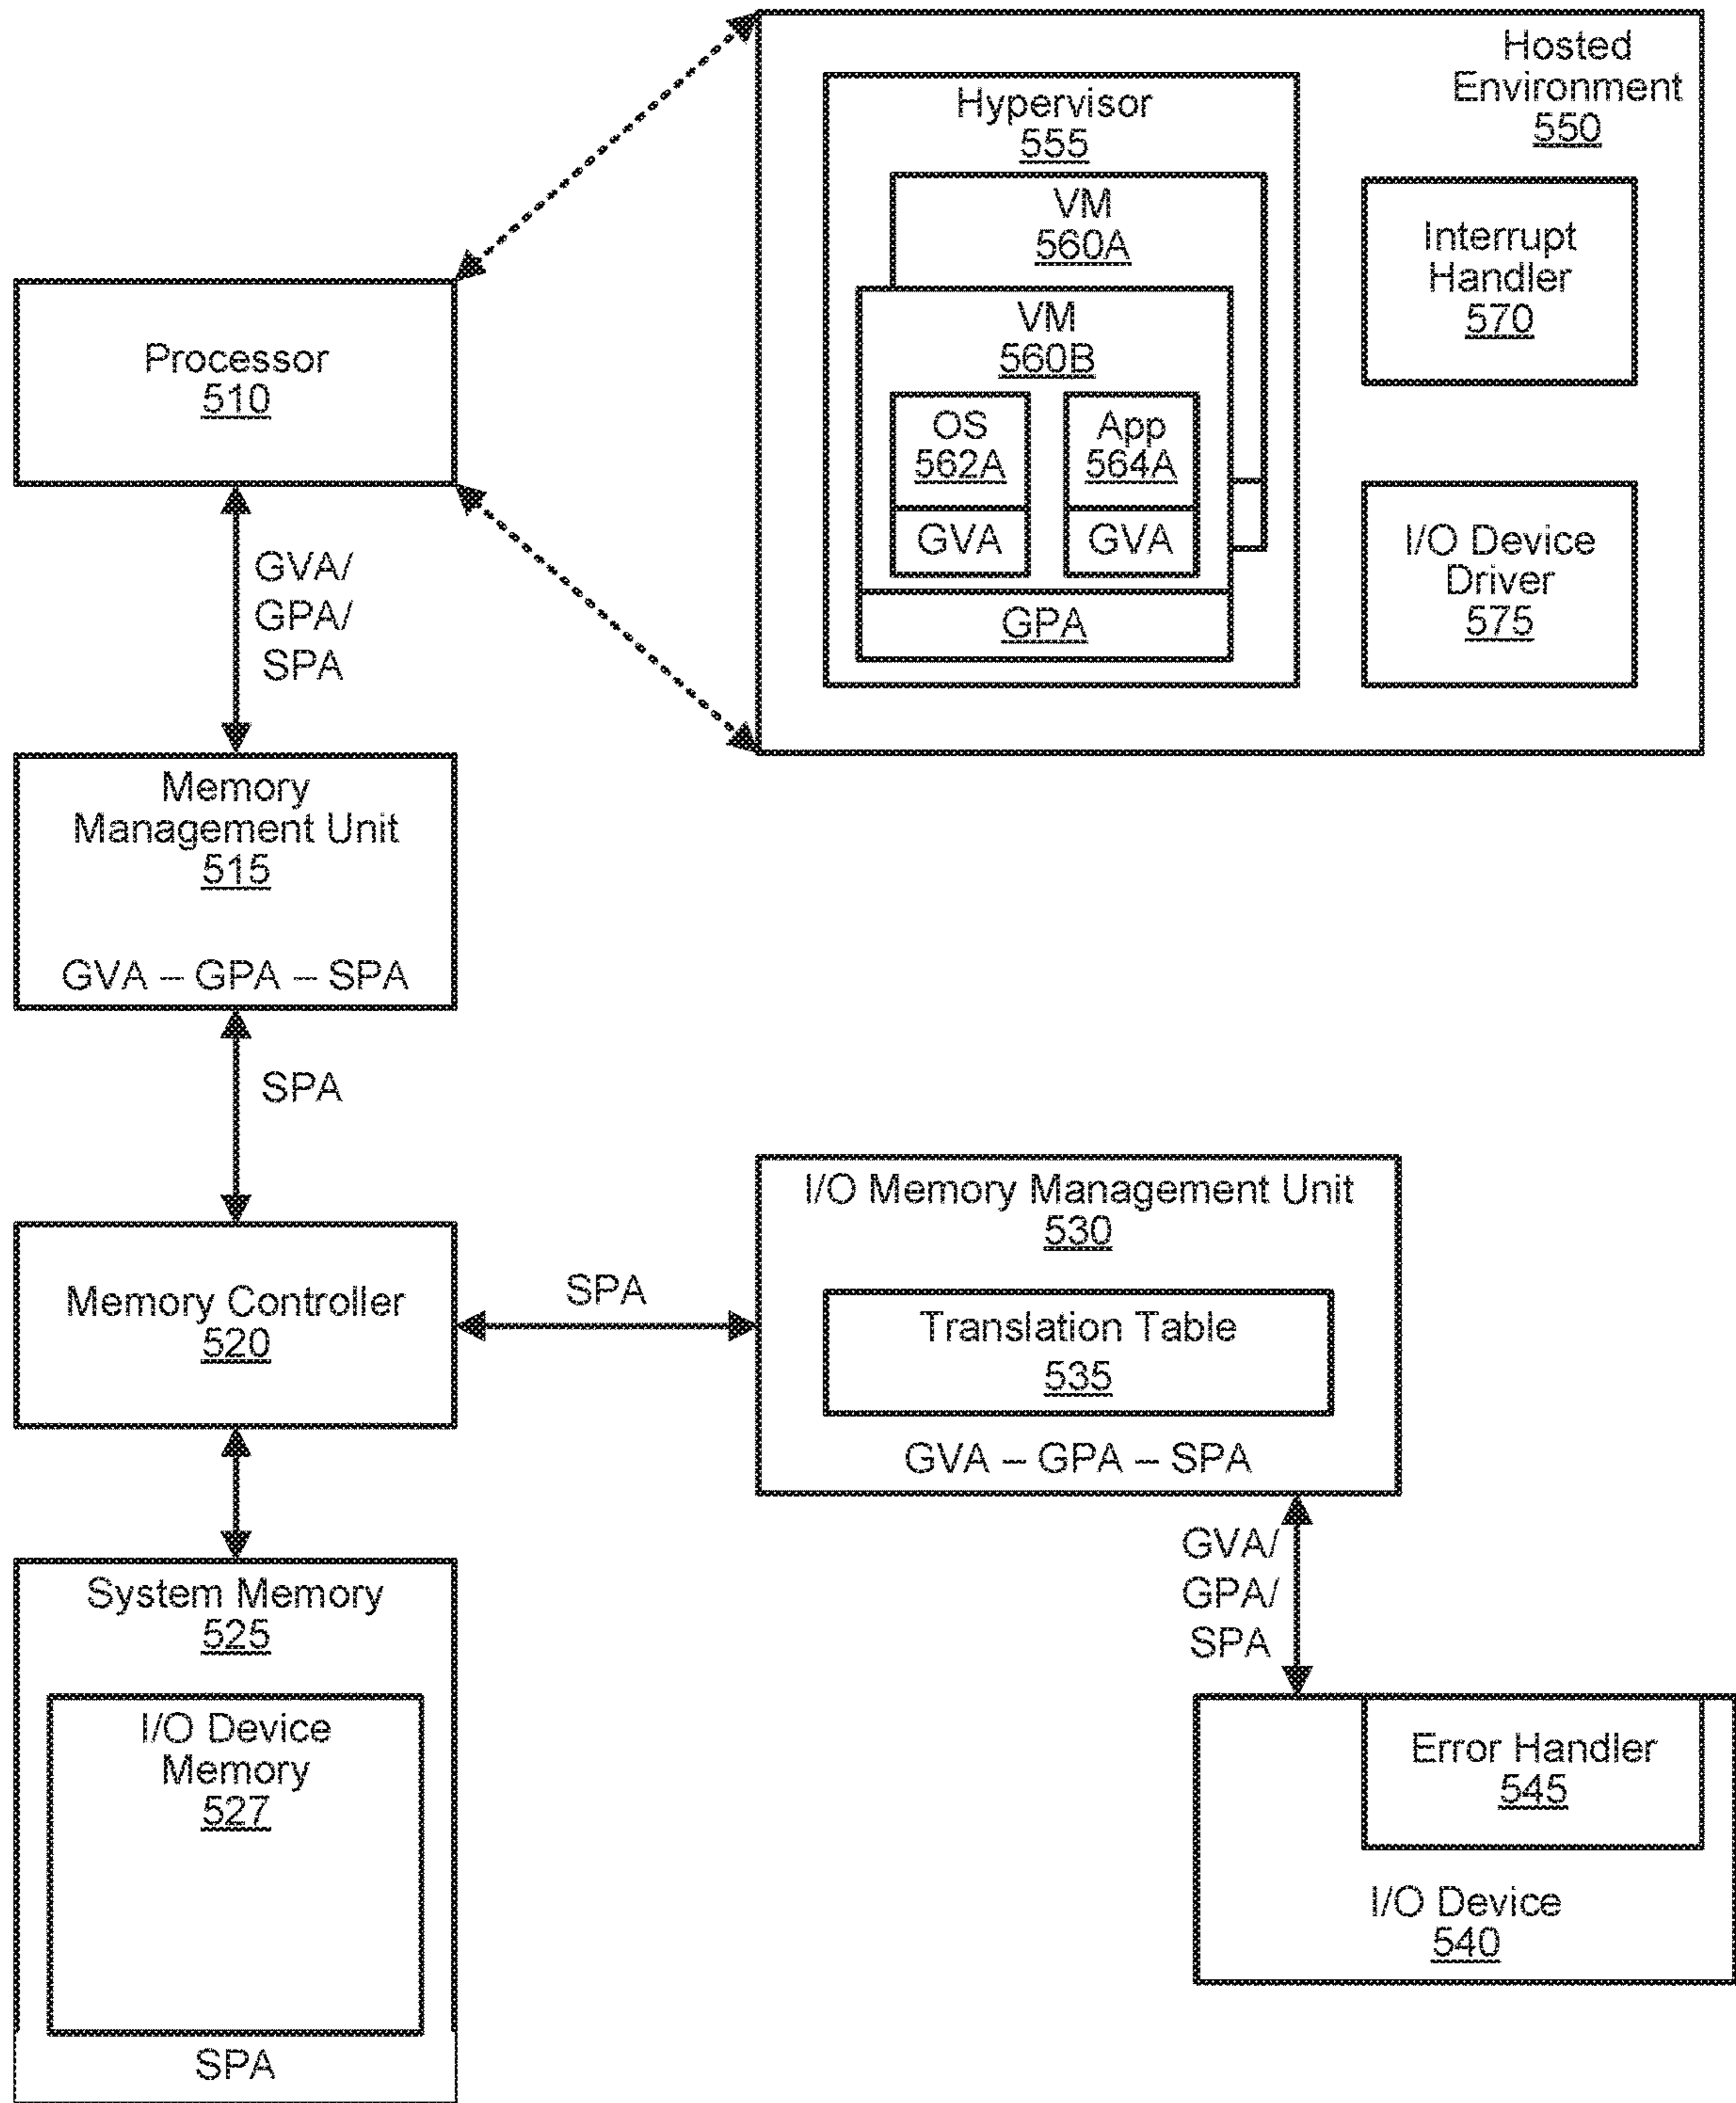 Hosted
Environment
550
Hypervisor
555
VM
560A
VM
560B
OS
562A
App
564A
GVA
GVA
GPA
Interrupt
Handler
570
I/O Device
Driver
575
Processor
510
GVA/
GPA/
SPA
Memory
Management Unit
515
GVA – GPA – SPA
SPA
Memory Controller
520
SPA
I/O Memory Management Unit
530
Translation Table
535
GVA – GPA – SPA
GVA/
GPA/
SPA
System Memory
525
I/O Device
Memory
527
SPA
Error Handler
545
I/O Device
540